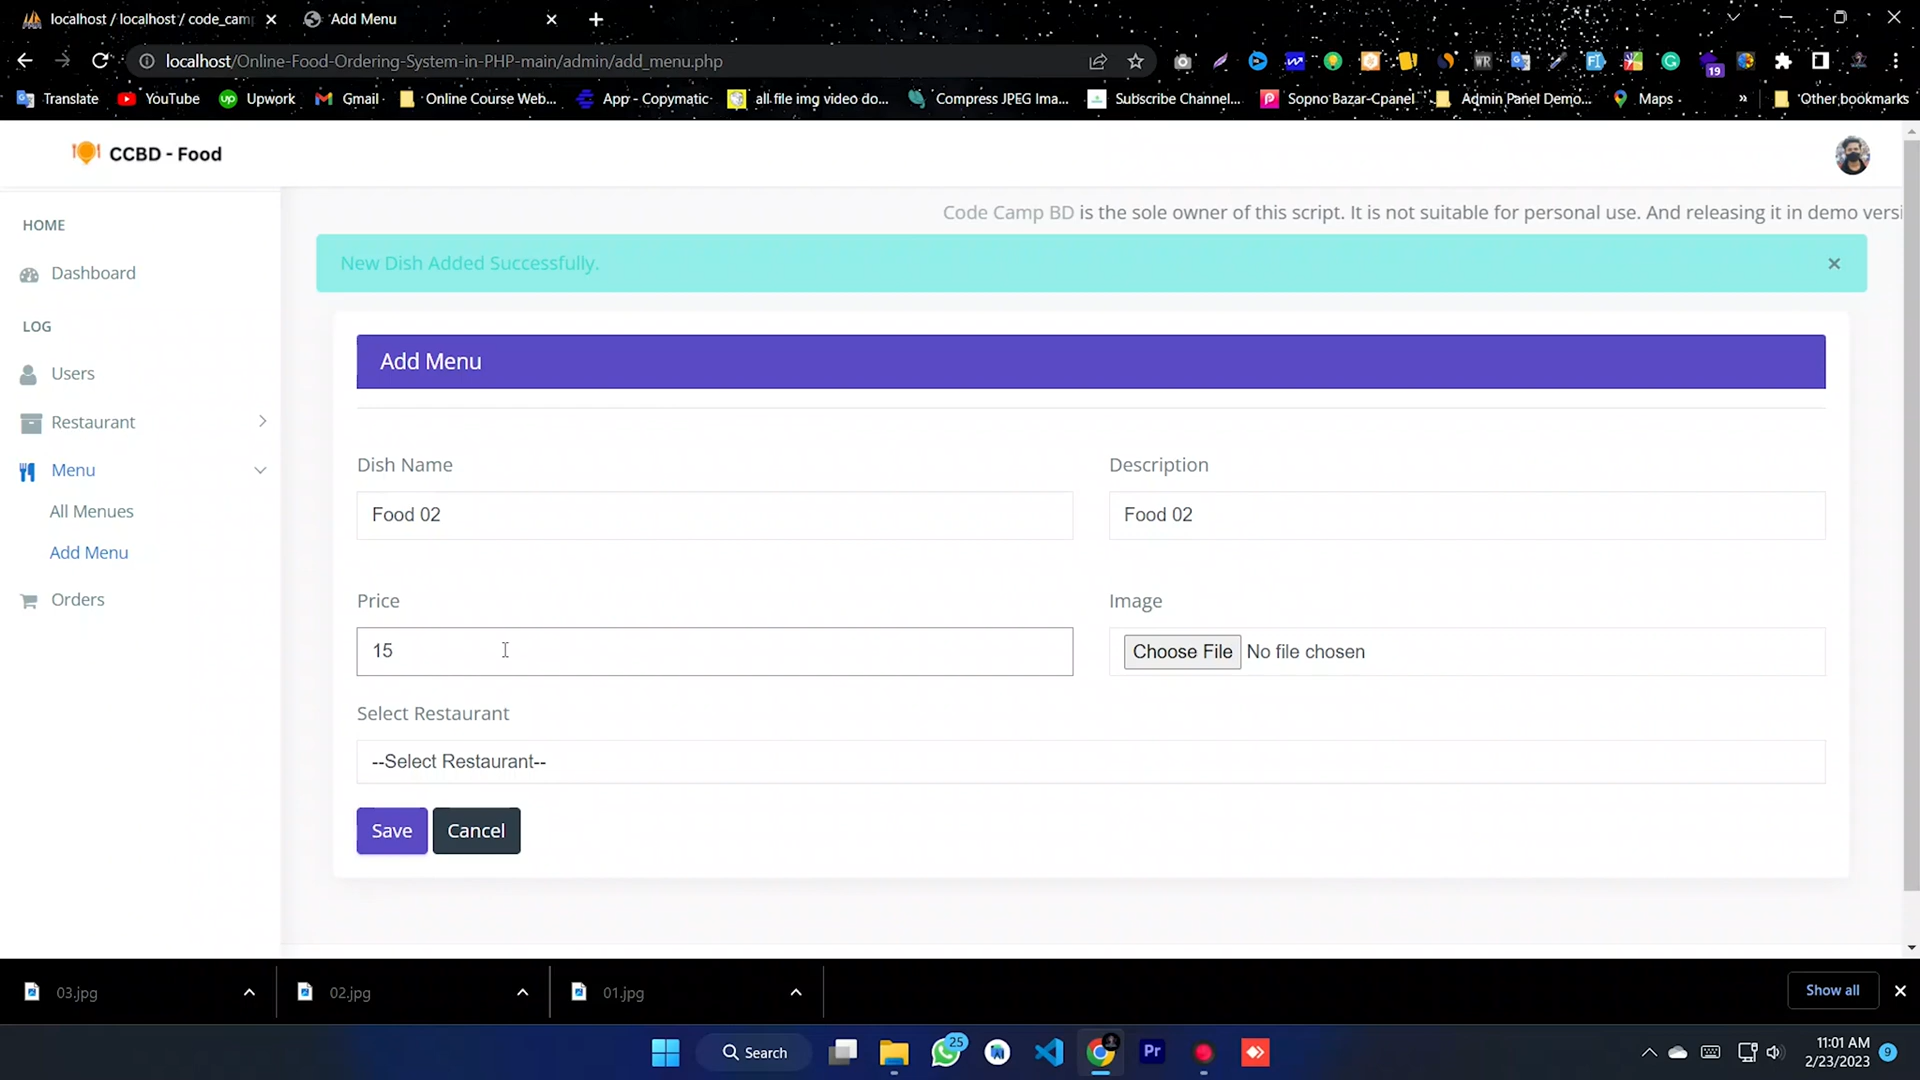 localhost / localhost / code_cam
Add Menu
localhost/Online-Food-Ordering-System-in-PHP-main/admin/add_menu.php
19
Translate
YouTube
Upwork
Gmail
Online Course Web...
App - Copymatic
all file img video do...
Compress JPEG Ima...
Subscribe Channel...
Sopno Bazar-Cpanel
Admin Panel Demo...
Maps
»
Other bookmarks
CCBD - Food
Code Camp BD is the sole owner of this script. It is not suitable for personal use. And releasing it in demo versi
HOME
Dashboard
LOG
Users
Restaurant
Menu
All Menues
Add Menu
Orders
New Dish Added Successfully.
Add Menu
Dish Name
Description
Food 02
Food 02
Price
Image
15
Choose File No file chosen
Select Restaurant
--Select Restaurant--
Save
Cancel
03.jpg
02.jpg
01.jpg
Show all
Search
25
Pr
11:01 AM
2/23/2023
9